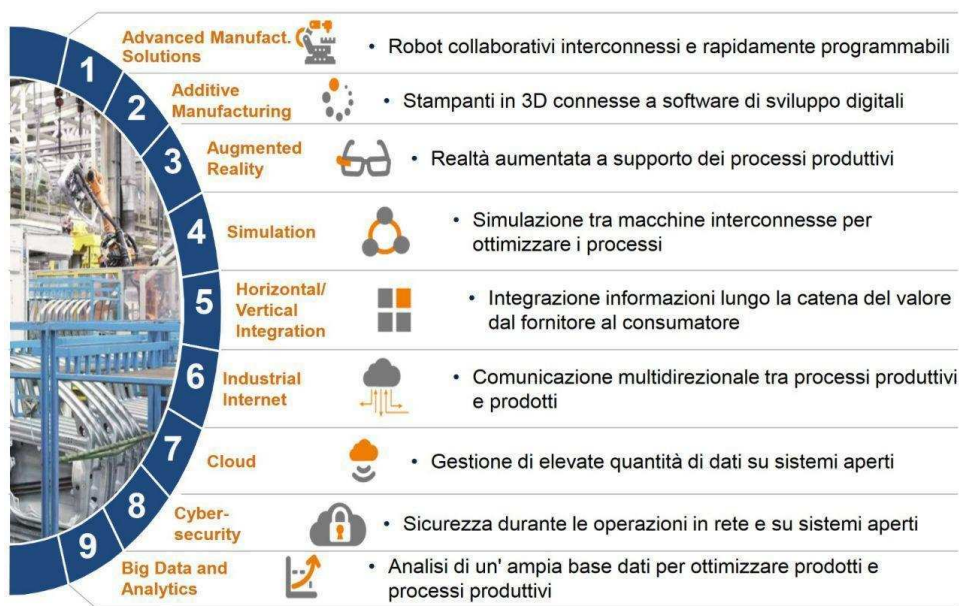 1
Advanced Manufact.
Solutions
• Robot collaborativi interconnessi e rapidamente programmabili
2
Additive
Manufacturing
• Stampanti in 3D connesse a software di sviluppo digitali
3
Augmented
Reality
• Realtà aumentata a supporto dei processi produttivi
4
Simulation
• Simulazione tra macchine interconnesse per
ottimizzare i processi
5
Horizontal/
Vertical
Integration
• Integrazione informazioni lungo la catena del valore
dal fornitore al consumatore
6
Industrial
Internet
• Comunicazione multidirezionale tra processi produttivi
e prodotti
7
Cloud
• Gestione di elevate quantità di dati su sistemi aperti
8
Cyber-
security
• Sicurezza durante le operazioni in rete e su sistemi aperti
9
Big Data and
Analytics
• Analisi di un' ampia base dati per ottimizzare prodotti e
processi produttivi